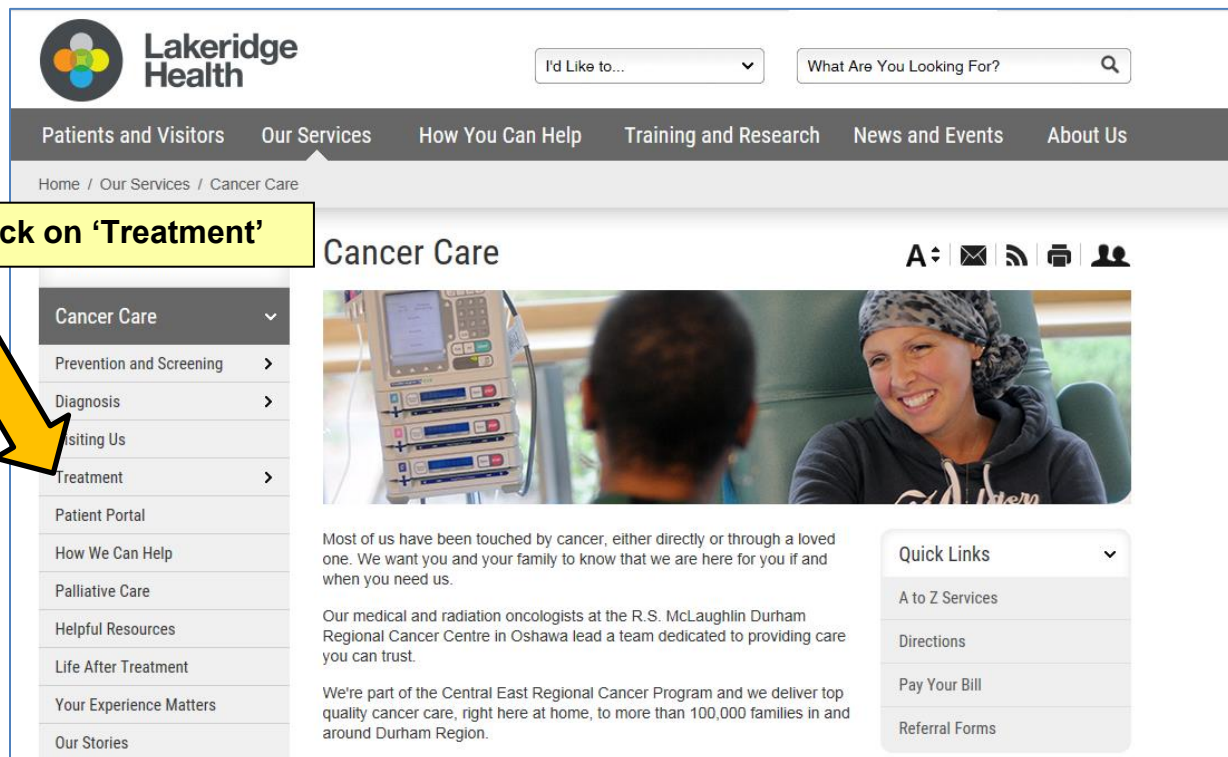 Lakeridge
Health
I'd Like to...
What Are You Looking For?
Patients and Visitors Our Services How You Can Help Training and Research News and Events About Us
Home / Our Services / Cancer Care
ck on ‘Treatment’
Cancer Care
A
Cancer Care
Prevention and Screening
Diagnosis
isiting Us
Treatment
Patient Portal
How We Can Help
Palliative Care
Helpful Resources
Life After Treatment
Your Experience Matters
Our Stories
Most of us have been touched by cancer, either directly or through a loved
one. We want you and your family to know that we are here for you if and
when you need us.
Our medical and radiation oncologists at the R.S. McLaughlin Durham
Regional Cancer Centre in Oshawa lead a team dedicated to providing care
you can trust.
We're part of the Central East Regional Cancer Program and we deliver top
quality cancer care, right here at home, to more than 100,000 families in and
around Durham Region.
Quick Links
A to Z Services
Directions
Pay Your Bill
Referral Forms